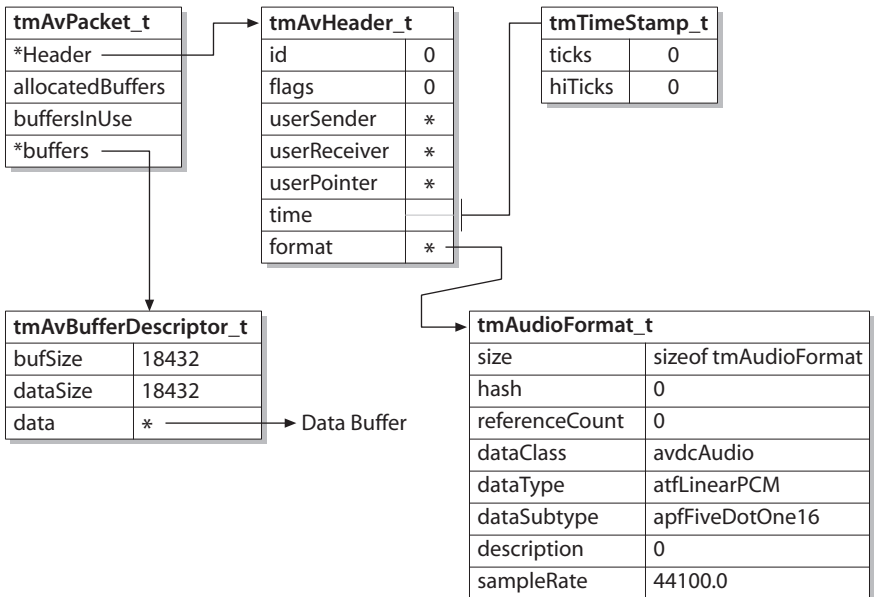 tmAvPacket_t
*Header
allocatedBuffers
buffersInUse
*buffers
tmAvHeader_t
id 0
flags 0
userSender *
userReceiver *
userPointer *
time
format *
tmTimeStamp_t
ticks 0
hiTicks 0
tmAvBufferDescriptor_t
bufSize 18432
dataSize 18432
data *
Data Buffer
tmAudioFormat_t
size sizeof tmAudioFormat
hash 0
referenceCount 0
dataClass avdcAudio
dataType atfLinearPCM
dataSubtype apfFiveDotOne16
description 0
sampleRate 44100.0